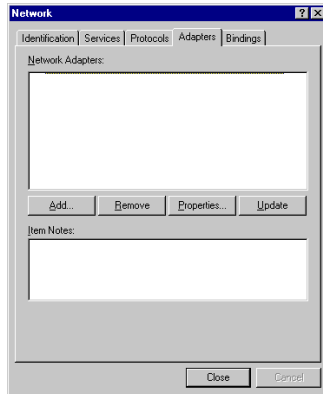 Network
Identification Services Protocols Adapters Bindings
Network Adapters:
Add... Remove Properties... Update
Item Notes:
Close Cancel